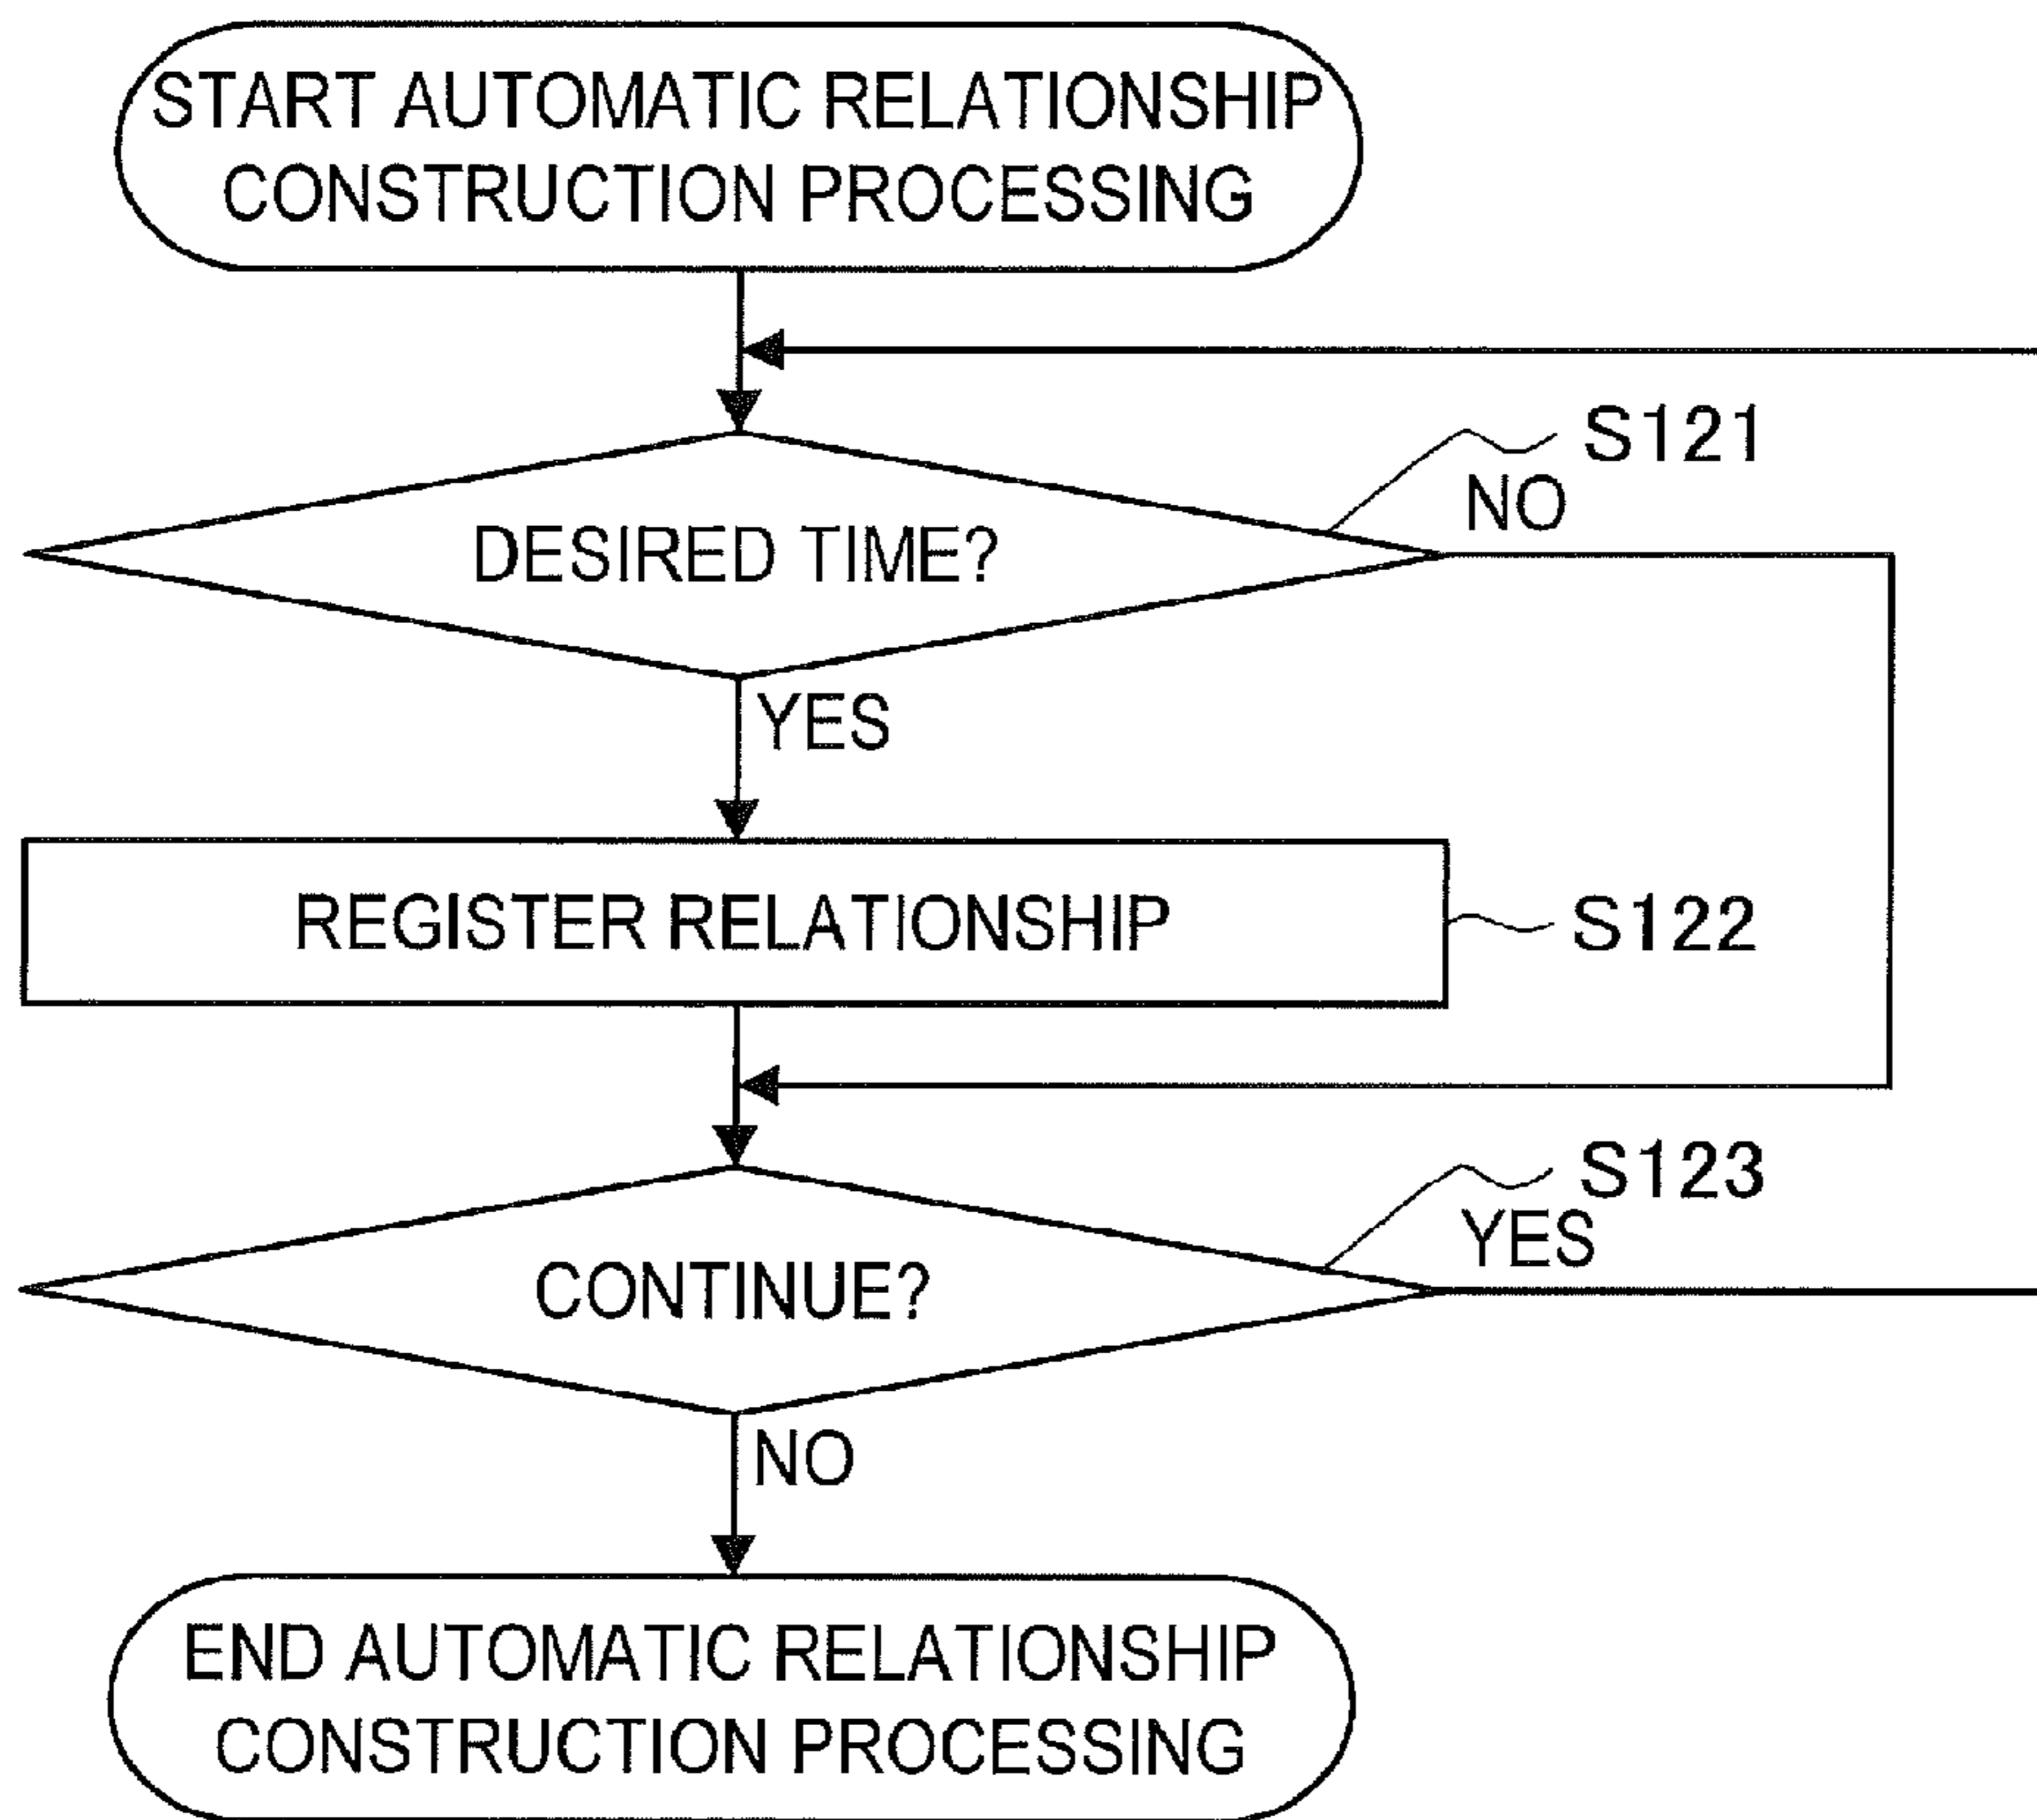 START AUTOMATIC RELATIONSHIP
CONSTRUCTION PROCESSING
S121
NO
DESIRED TIME?
YES
REGISTER RELATIONSHIP
S122
S123
YES
CONTINUE?
NO
END AUTOMATIC RELATIONSHIP
CONSTRUCTION PROCESSING